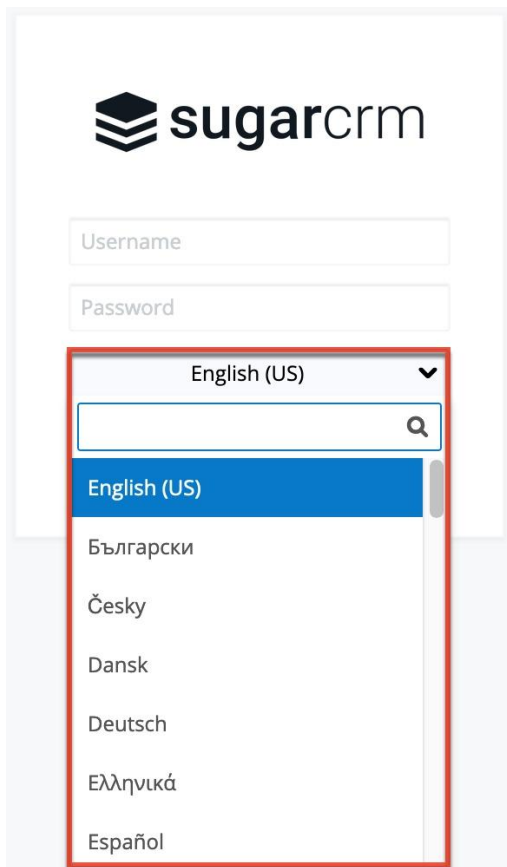 sugarcrm
Username
Password
English (US)
English (US)
Български
Česky
Dansk
Deutsch
Ελληνικά
Español